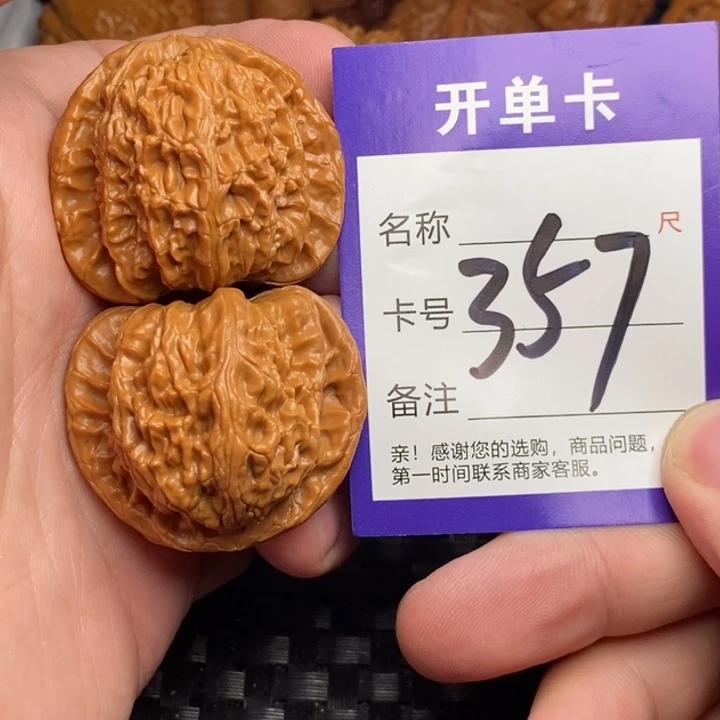 开单卡
名称 尺
卡号 357
备注
亲！感谢您的选购，商品问题，
第一时间联系商家客服。